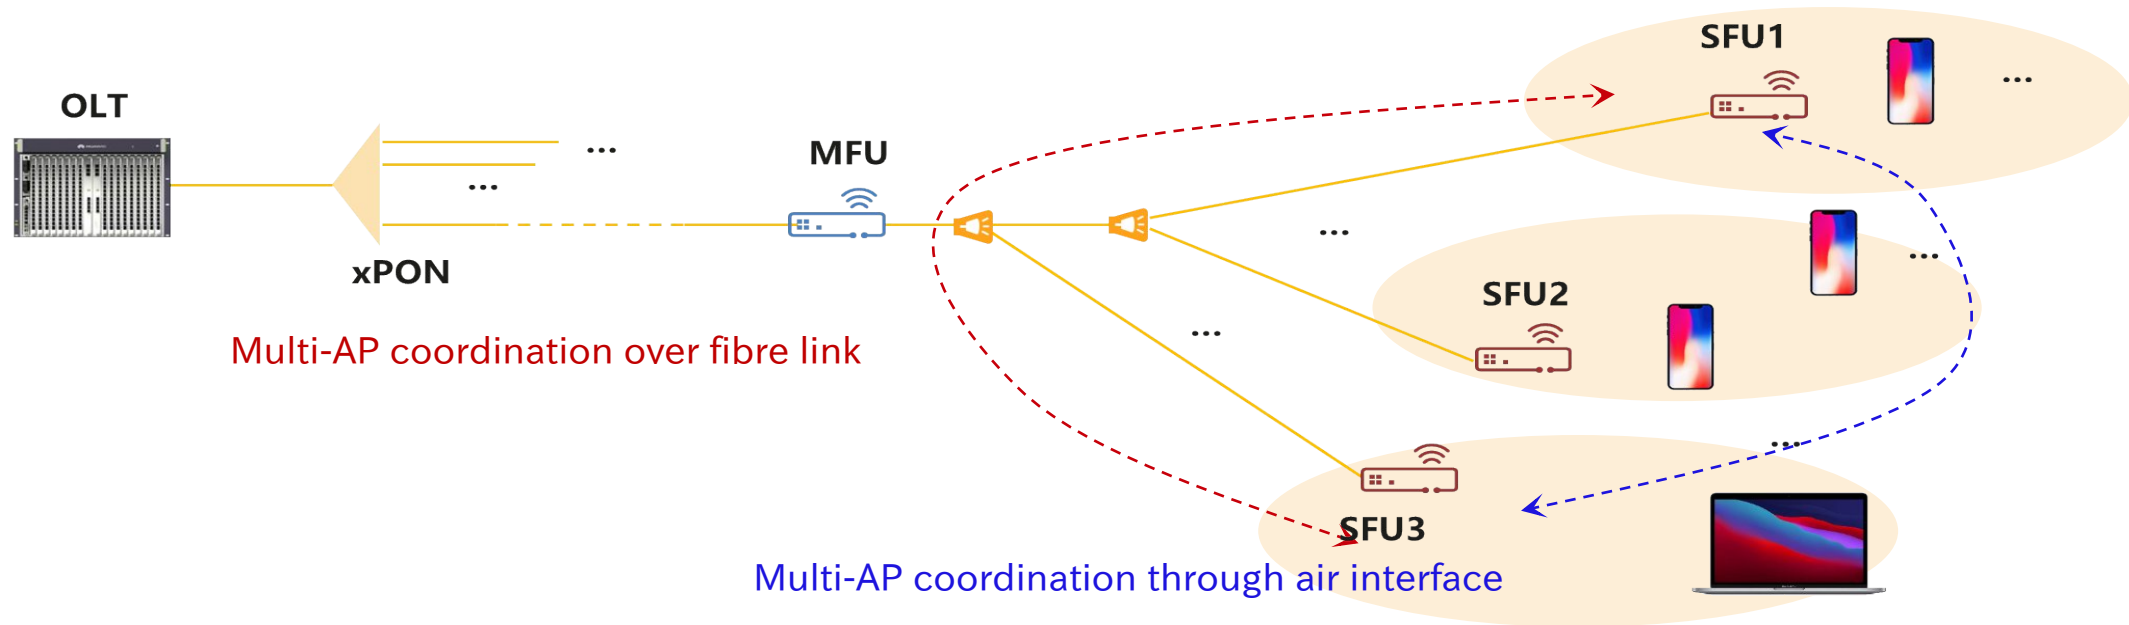 SFU1
OLT
...
MFU
...
...
...
...
xPON
SFU2
...
Multi-AP coordination over fibre link
...
SFU3
Multi-AP coordination through air interface